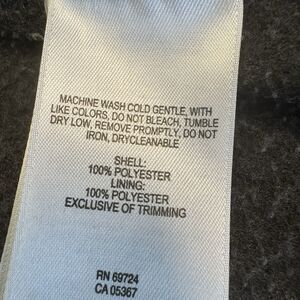 MACHINE WASH COLD GENTLE, WITH
LIKE COLORS, DO NOT BLEACH, TUMBLE
DRY LOW, REMOVE PROMPTLY, DO NOT
IRON, DRYCLEANABLE
SHELL:
100% POLYESTER
LINING:
100% POLYESTER
EXCLUSIVE OF TRIMMING
RN 69724
CA 05367